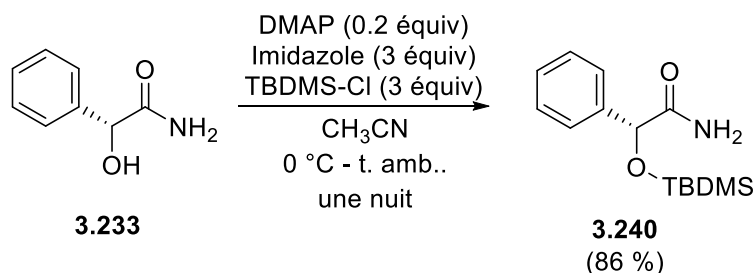 DMAP (0.2 équiv)
Imidazole (3 équiv)
TBDMS-Cl (3 équiv)
CH₃CN
0 °C - t. amb..
une nuit
O
NH₂
OH
3.233
O
NH₂
O
TBDMS
3.240
(86 %)